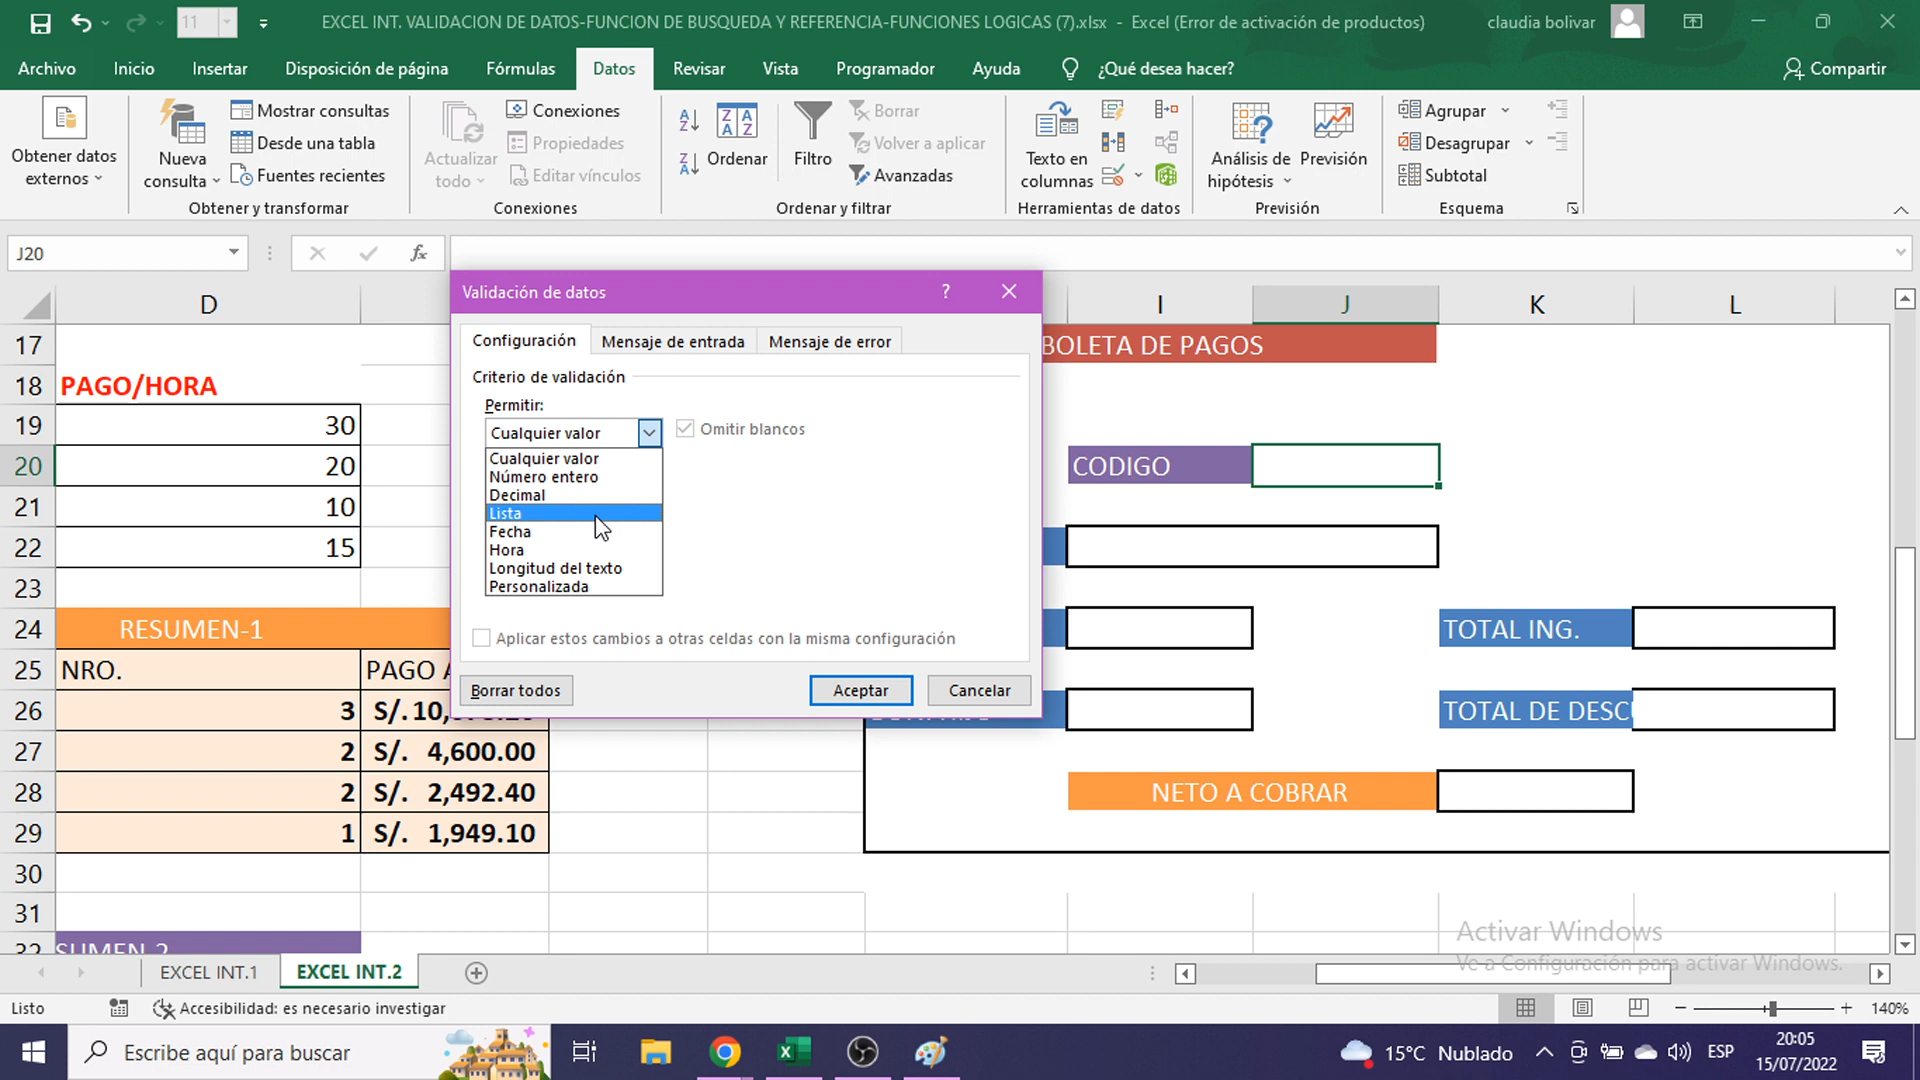 11
EXCEL INT. VALIDACION DE DATOS-FUNCION DE BUSQUEDA Y REFERENCIA-FUNCIONES LOGICAS (7).xlsx - Excel (Error de activación de productos)
claudia bolivar
Archivo Inicio Insertar Disposición de página Fórmulas Datos Revisar Vista Programador Ayuda ¿Qué desea hacer? Compartir
Obtener datos externos
Nueva consulta
Mostrar consultas
Desde una tabla
Fuentes recientes
Obtener y transformar
Actualizar todo
Conexiones
Propiedades
Editar vínculos
Conexiones
Ordenar
Filtro
Borrar
Volver a aplicar
Avanzadas
Ordenar y filtrar
Texto en columnas
Herramientas de datos
Análisis de hipótesis
Previsión
Previsión
Agrupar
Desagrupar
Subtotal
Esquema
J20
fx
D I J K L
Validación de datos ?
Configuración Mensaje de entrada Mensaje de error
Criterio de validación
Permitir:
Cualquier valor Omitir blancos
Cualquier valor
Número entero
Decimal
Lista
Fecha
Hora
Longitud del texto
Personalizada
Aplicar estos cambios a otras celdas con la misma configuración
Borrar todos Aceptar Cancelar
17 BOLETA DE PAGOS
18 PAGO/HORA
19 30
20 20 CODIGO
21 10
22 15
23
24 RESUMEN-1 TOTAL ING.
25 NRO. PAGO A
26 3 S/. TOTAL DE DESCU
27 2 S/. 4,600.00
28 2 S/. 2,492.40 NETO A COBRAR
29 1 S/. 1,949.10
30
31
32 SUMEN-2
Activar Windows
Ve a Configuración para activar Windows.
EXCEL INT.1 EXCEL INT.2
Listo Accesibilidad: es necesario investigar 140%
Escribe aquí para buscar
15°C Nublado ESP
20:05
15/07/2022